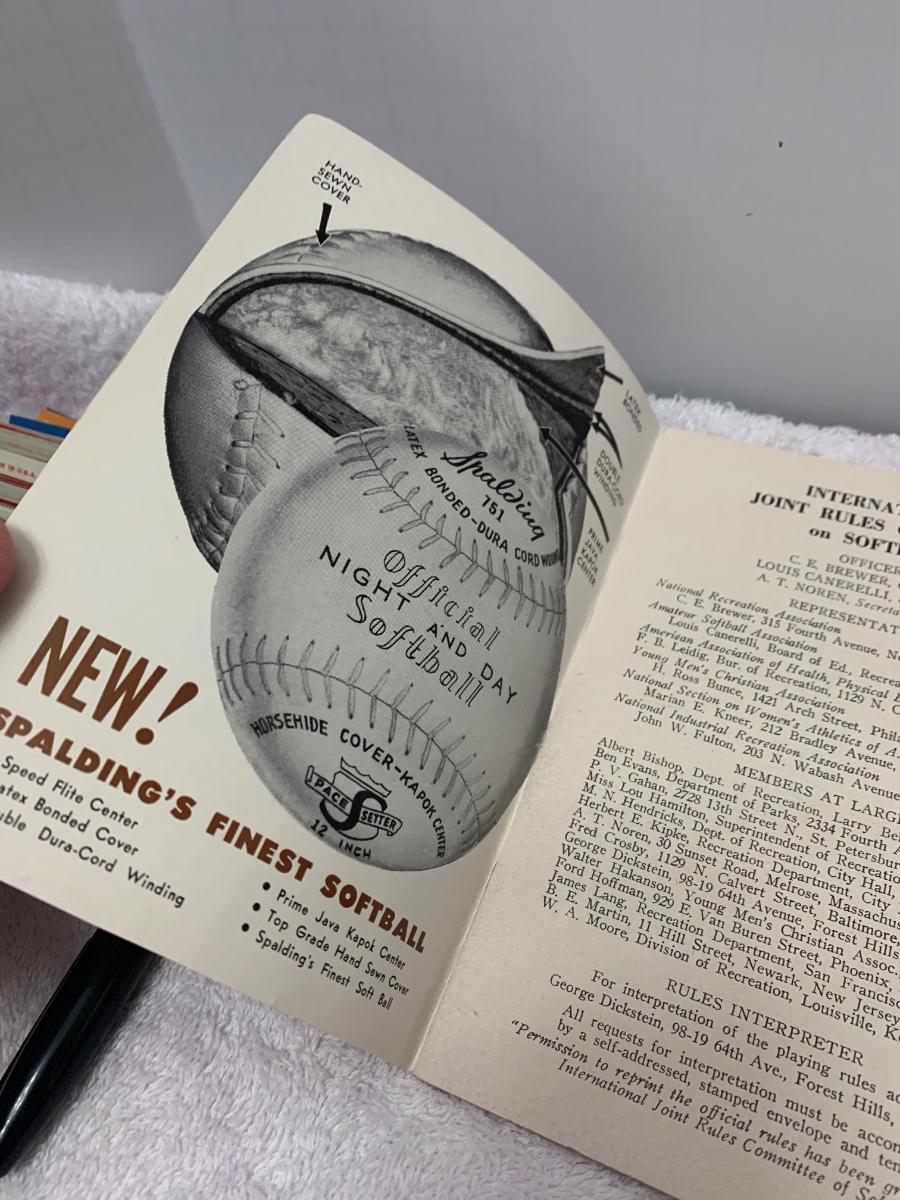 HAND-
SEWN
COVER
LATEX
BONDED
DOUBLE
DURA-CORD
WINDING
PRIME
JAVA
KAPOK
CENTER
Spalding
751
LATEX BONDED-DURA CORD WOUND
Official
NIGHT AND DAY
Softball
HORSEHIDE COVER-KAPOK CENTER
PACE SETTER
12 INCH
NEW!
SPALDING'S FINEST SOFTBALL
Speed Flite Center
atex Bonded Cover
uble Dura-Cord Winding
• Prime Java Kapok Center
• Top Grade Hand Sewn Cover
• Spalding's Finest Soft Ball
INTERNAT
JOINT RULES
on SOFT
OFFICER
C. E. BREWER,
LOUIS CANERELLI,
A. T. NOREN, Secreta
REPRESENTAT
National Recreation Association
C. E. Brewer, 315 Fourth Avenue, Ne
Amateur Softball Association
Louis Canerelli, Board of Ed., Recrea
American Association of Health, Physical E
F. B. Leidig, Bur. of Recreation, 1129 N. C
Young Men's Christian Association
H. Ross Bunce, 1421 Arch Street, Phila
National Section on Women's Athletics of A.
Marian E. Kneer, 212 Bradley Avenue,
National Industrial Recreation Association
John W. Fulton, 203 N. Wabash Avenue
MEMBERS AT LARGE
Albert Bishop, Dept. of Recreation, Larry Be
Ben Evans, Department of Parks, 2334 Fourth A
P. V. Gahan, 2728 13th Street N., St. Petersbur
Miss Lou Hamilton, Superintendent of Recreatio
M. N. Hendricks, Dept. of Recreation, City Hall,
Herbert E. Kipke, Recreation Department, City
A. T. Noren, 30 Sunset Road, Melrose, Massachus
Fred Crosby, 1129 N. Calvert Street, Baltimore,
George Dickstein, 98-19 64th Avenue, Forest Hills,
Walter Hakanson, Young Men's Christian Assoc.
Ford Hoffman, 929 E. Van Buren Street, Phoenix,
James Lang, Recreation Department, San Francisc
B. E. Martin, 11 Hill Street, Newark, New Jersey
W. A. Moore, Division of Recreation, Louisville, Ke
RULES INTERPRETER
For interpretation of the playing rules ad
George Dickstein, 98-19 64th Ave., Forest Hills,
All requests for interpretation must be accom
by a self-addressed, stamped envelope and ten
"Permission to reprint the official rules has been gr
International Joint Rules Committee of So